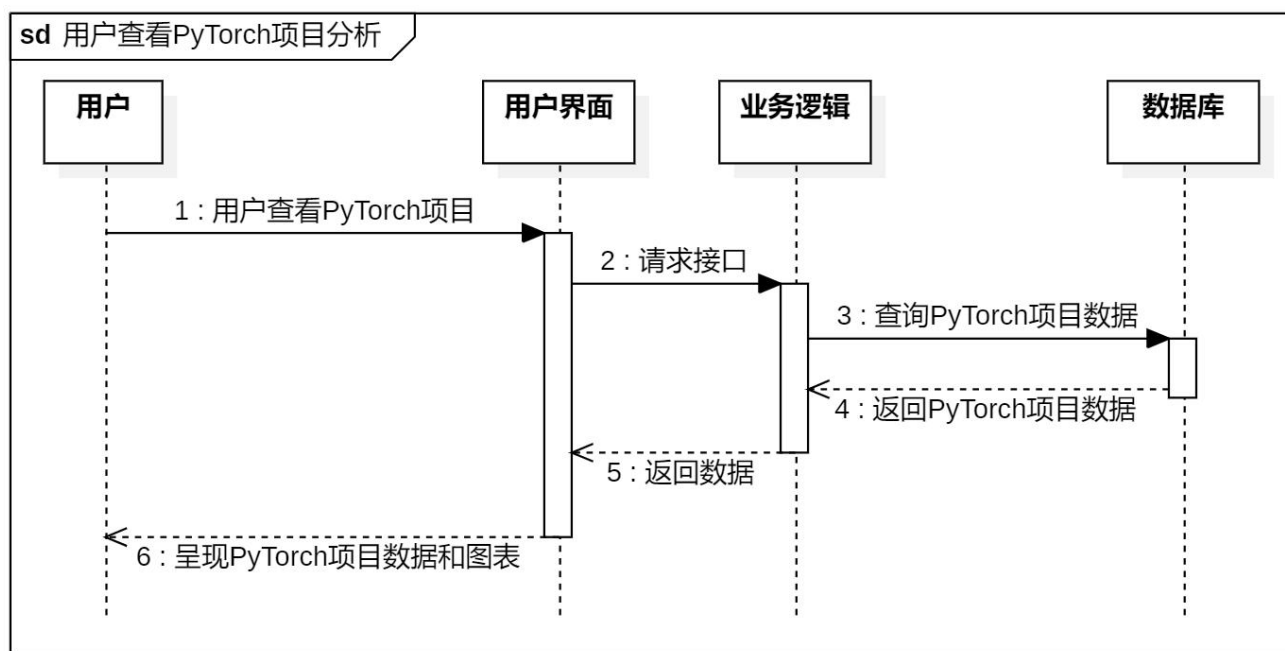 sd 用户查看PyTorch项目分析
用户
用户界面
业务逻辑
数据库
1 : 用户查看PyTorch项目
2 : 请求接口
3 : 查询PyTorch项目数据
4 : 返回PyTorch项目数据
5 : 返回数据
6 : 呈现PyTorch项目数据和图表